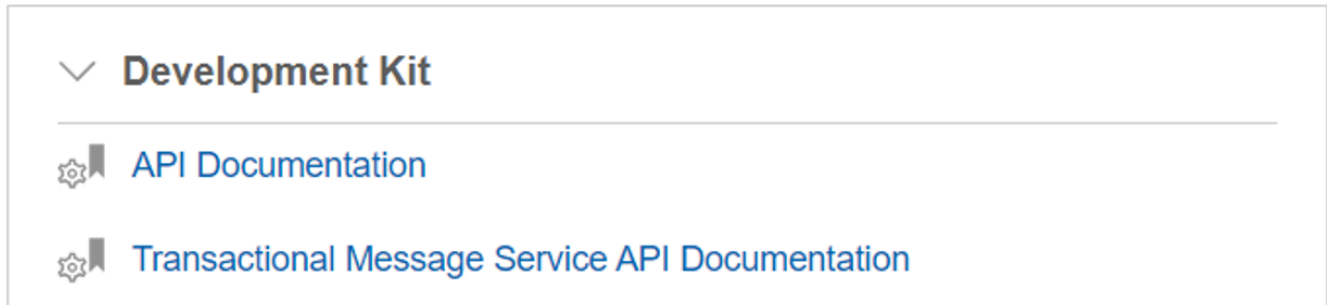 Development Kit
API Documentation
Transactional Message Service API Documentation